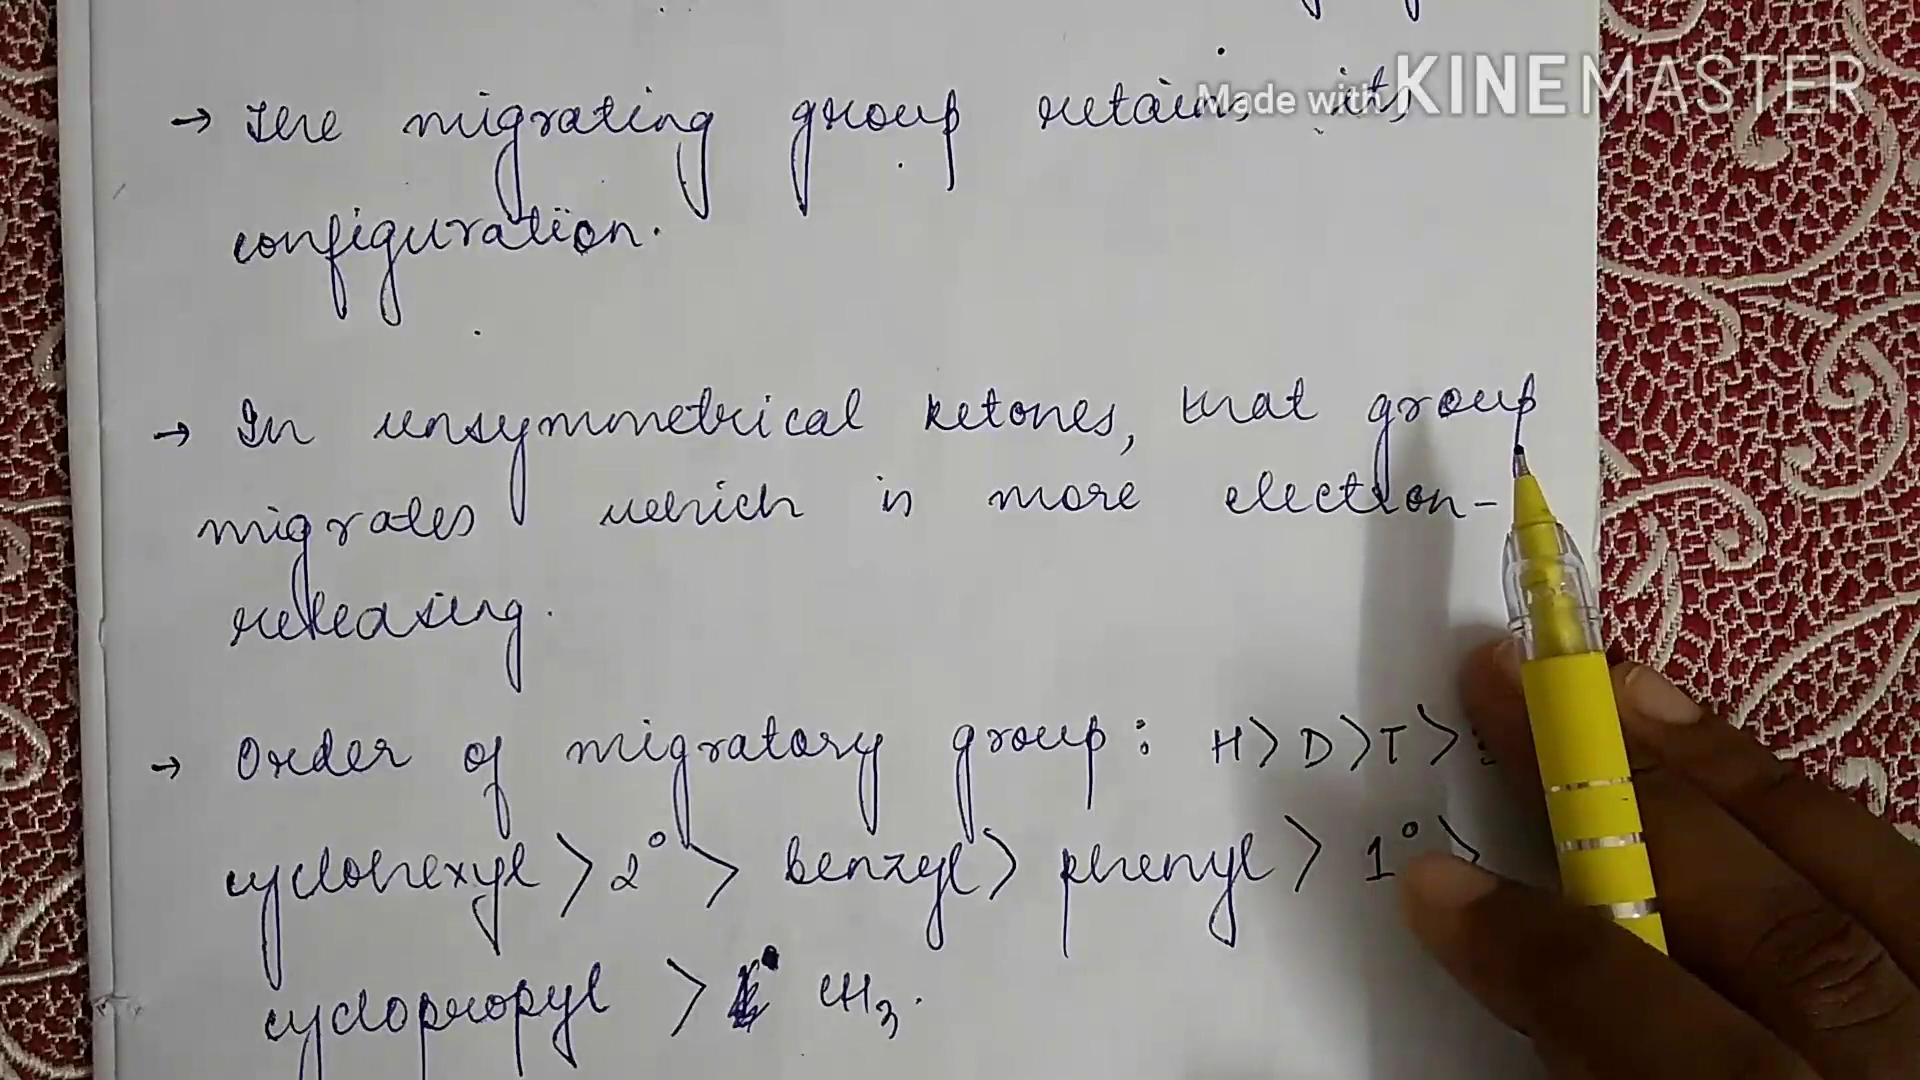 Made with KINEMASTER
→ The migrating group retains its
configuration.
→ In unsymmetrical ketones, that group
migrates which is more electron-
releasing.
→ Order of migratory group : H > D > T >
cyclohexyl > 2° > benzyl > phenyl > 1° >
cyclopropyl > CH₃.